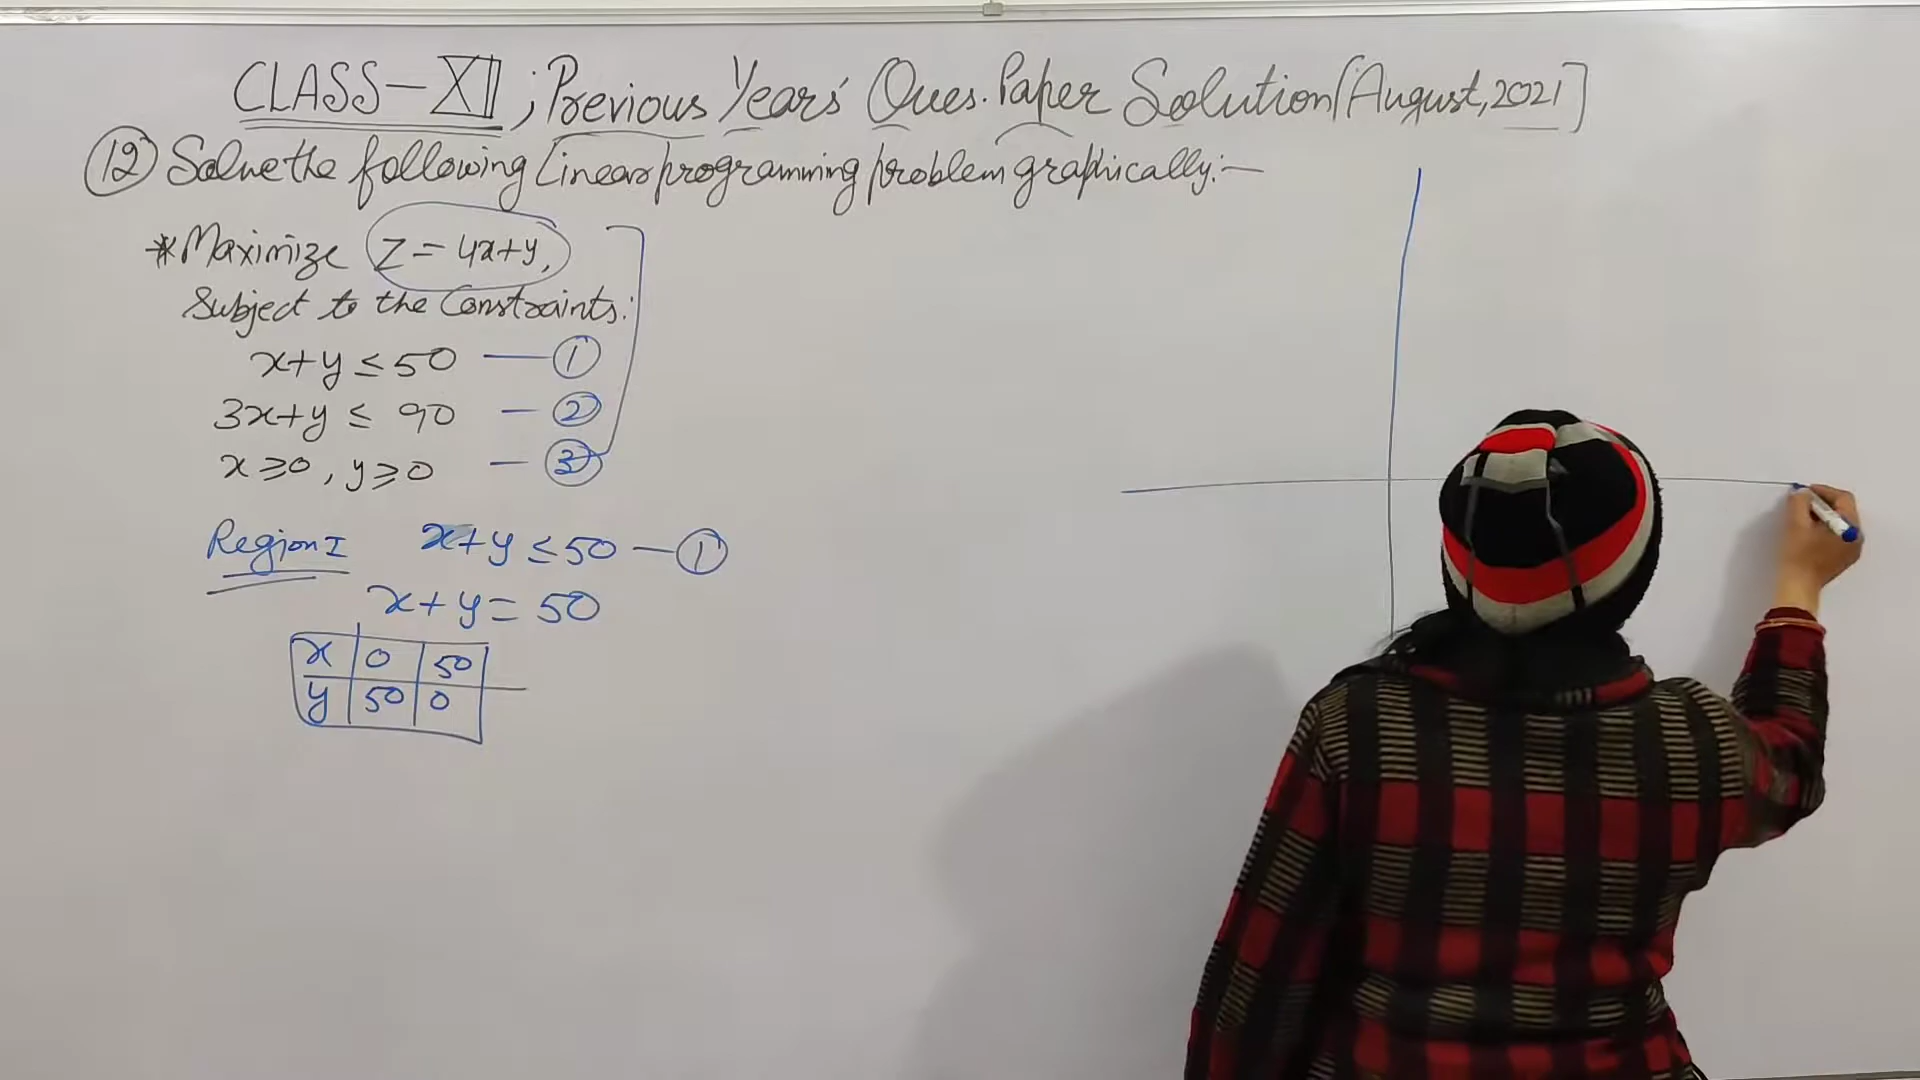 CLASS-XII; Previous Years' Ques. Paper Solution[August, 2021]
(12) Solve the following Linear programming problem graphically:-
*Maximize Z = 4x+y,
Subject to the Constraints:
x+y ≤ 50 — (1)
3x+y ≤ 90 — (2)
x ≥ 0, y ≥ 0 — (3)
Region I x+y ≤ 50 — (1)
x+y = 50
x 0 50
y 50 0